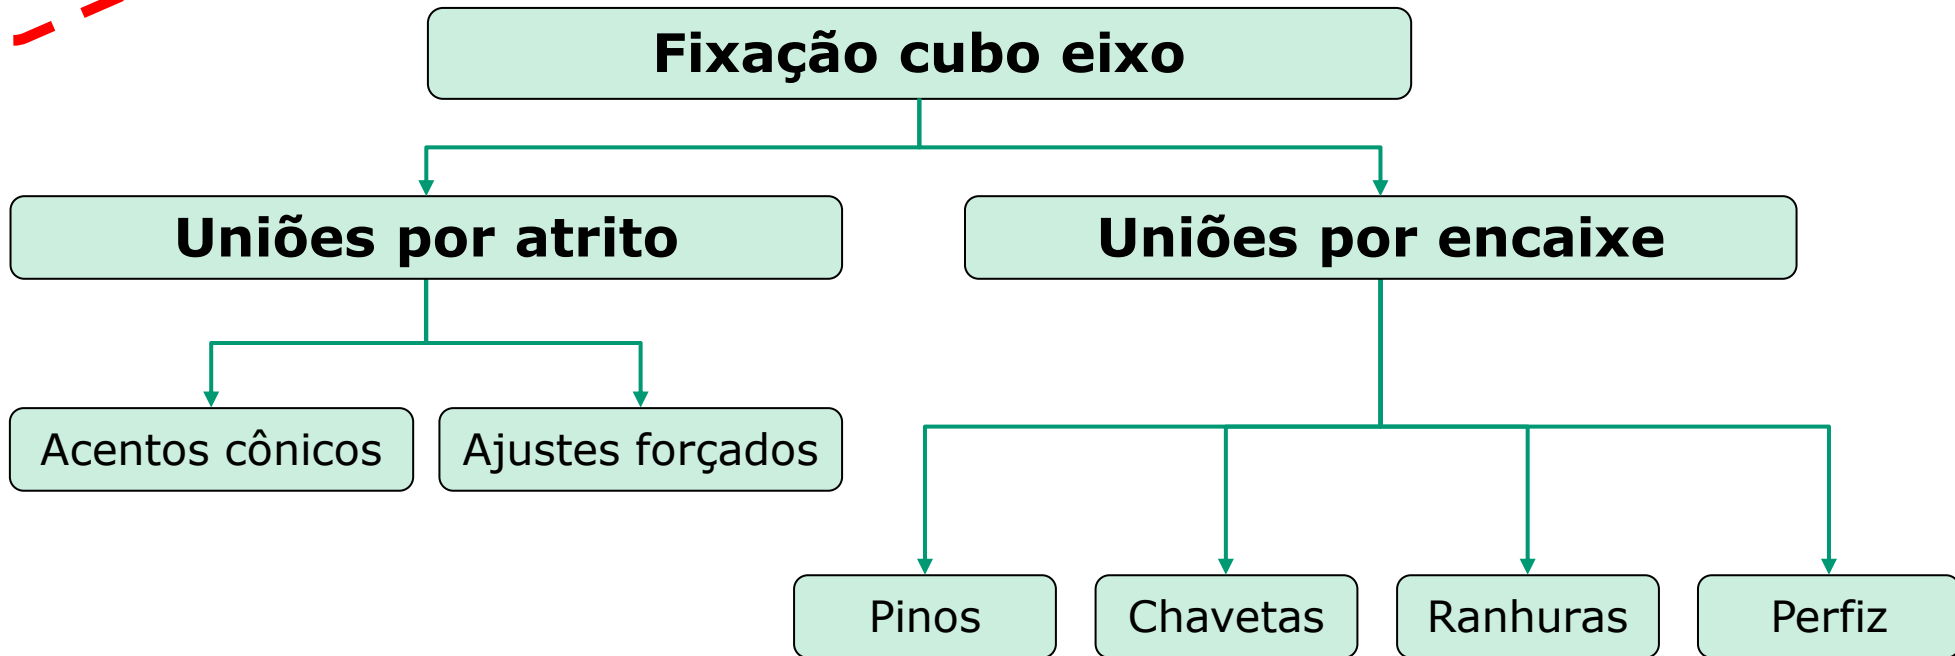 Fixação cubo eixo
Uniões por atrito
Uniões por encaixe
Acentos cônicos
Ajustes forçados
Pinos
Chavetas
Ranhuras
Perfiz